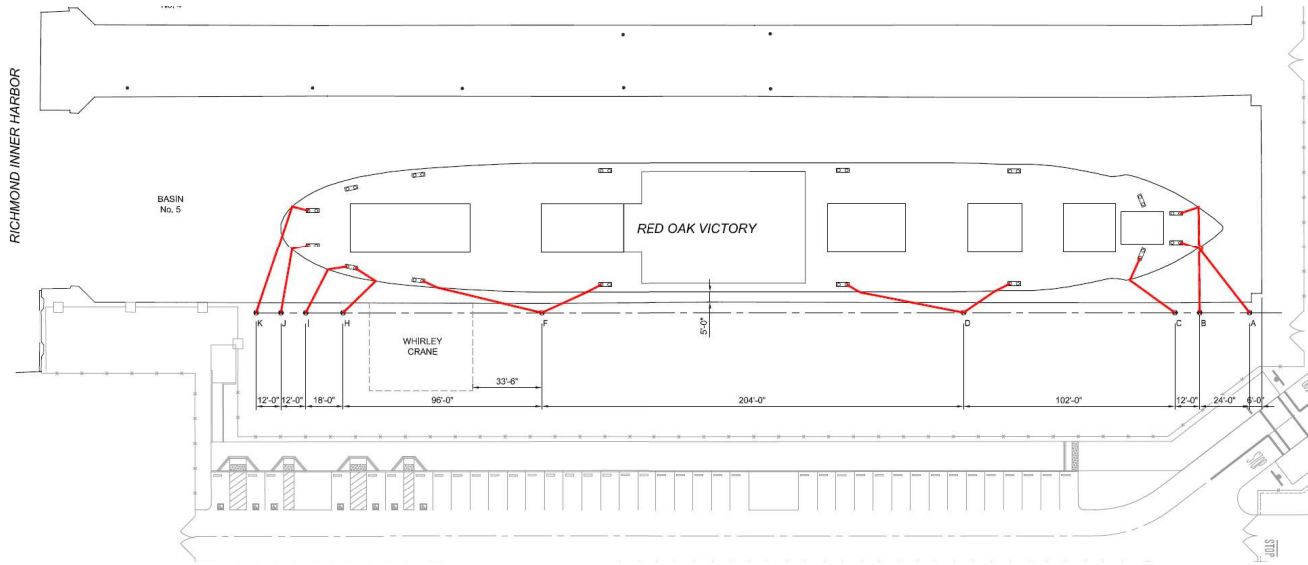 RICHMOND INNER HARBOR
BASIN
No. 5
RED OAK VICTORY
K
J
I
H
F
D
C
B
A
5'-0"
WHIRLEY
CRANE
33'-6"
12'-0"
12'-0"
18'-0"
96'-0"
204'-0"
102'-0"
12'-0"
24'-0"
6'-0"
STOP
STOP